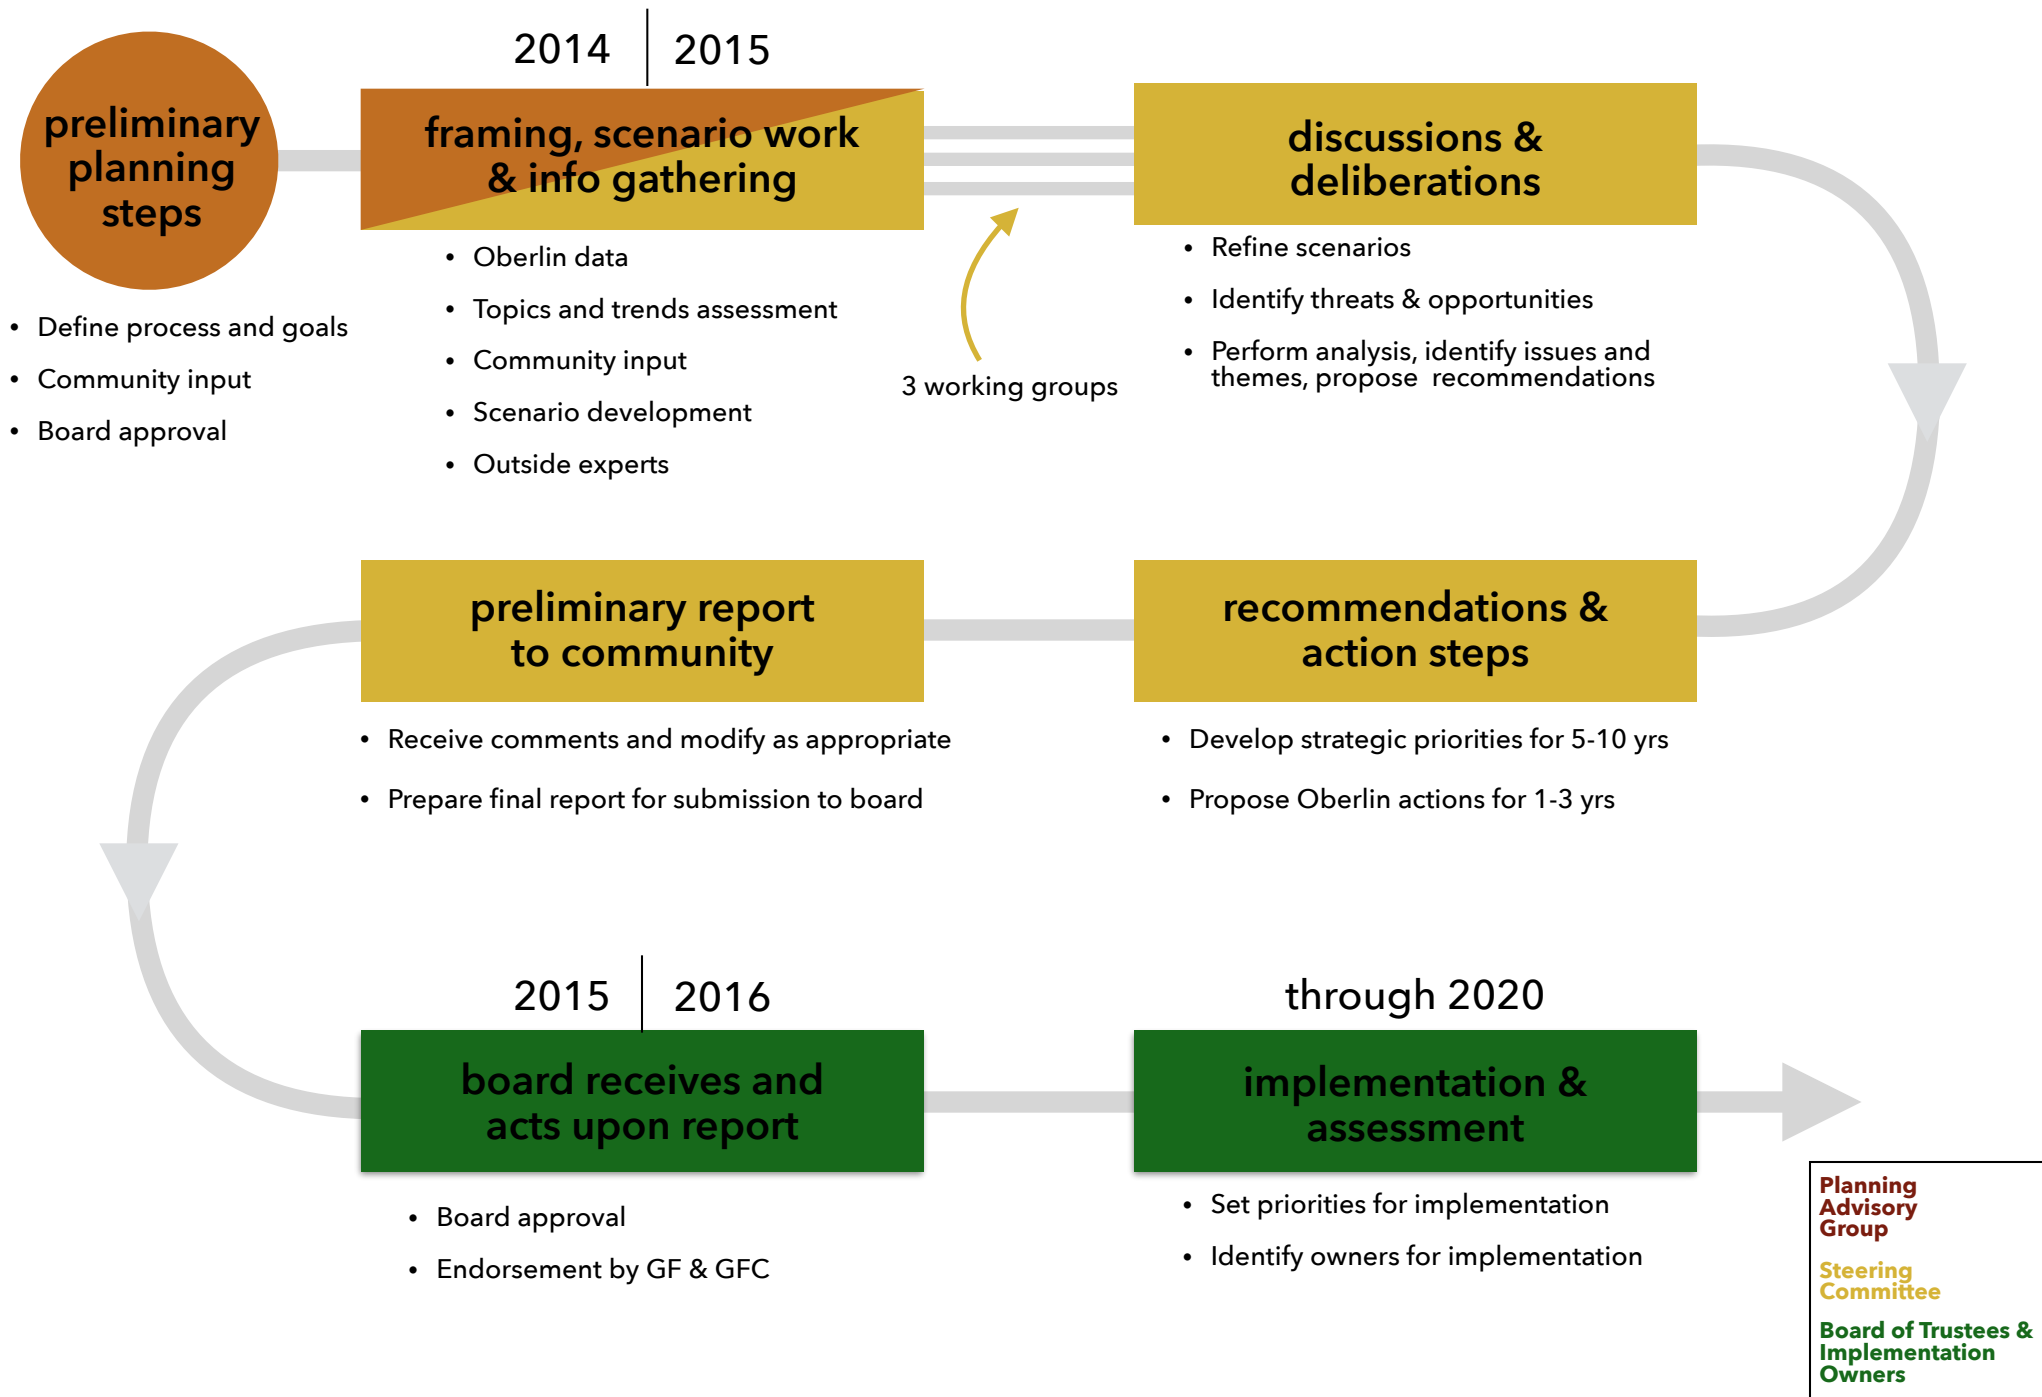 2014 | 2015
preliminary
planning
steps
• Define process and goals
• Community input
• Board approval
framing, scenario work
& info gathering
• Oberlin data
• Topics and trends assessment
• Community input
• Scenario development
• Outside experts
3 working groups
discussions &
deliberations
• Refine scenarios
• Identify threats & opportunities
• Perform analysis, identify issues and
themes, propose recommendations
recommendations &
action steps
• Develop strategic priorities for 5-10 yrs
• Propose Oberlin actions for 1-3 yrs
preliminary report
to community
• Receive comments and modify as appropriate
• Prepare final report for submission to board
2015 | 2016
board receives and
acts upon report
• Board approval
• Endorsement by GF & GFC
through 2020
implementation &
assessment
• Set priorities for implementation
• Identify owners for implementation
Planning
Advisory
Group
Steering
Committee
Board of Trustees &
Implementation
Owners